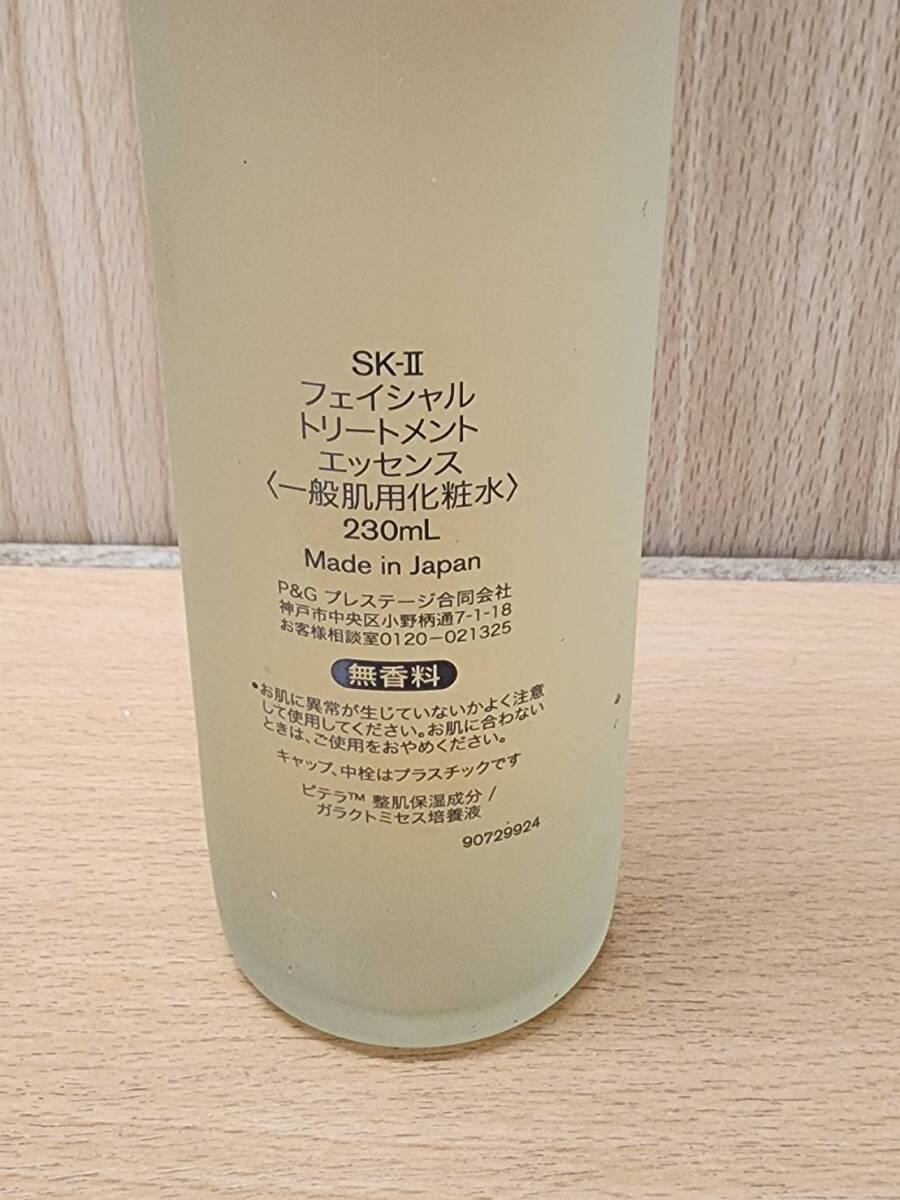 SK-II
フェイシャル
トリートメント
エッセンス
〈一般肌用化粧水〉
230mL
Made in Japan
P&G プレステージ合同会社
神戸市中央区小野柄通7-1-18
お客様相談室0120-021325
無香料
•お肌に異常が生じていないかよく注意
して使用してください。お肌に合わない
ときは、ご使用をおやめください。
キャップ、中栓はプラスチックです
ピテラ™ 整肌保湿成分/
ガラクトミセス培養液
90729924